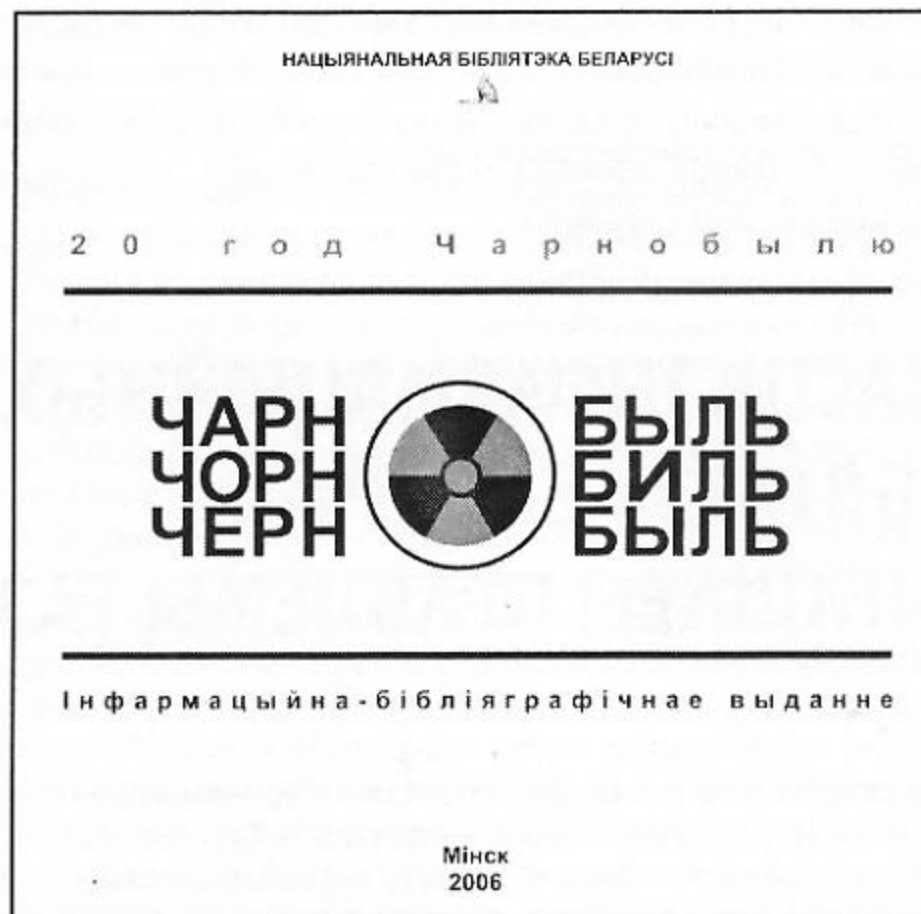 НАЦЫЯНАЛЬНАЯ БІБЛІЯТЭКА БЕЛАРУСІ
20 год Чарнобылю
ЧАРН БЫЛЬ
ЧОРН БИЛЬ
ЧЕРН БЫЛЬ
Інфармацыйна-бібліяграфічнае выданне
Мінск
2006